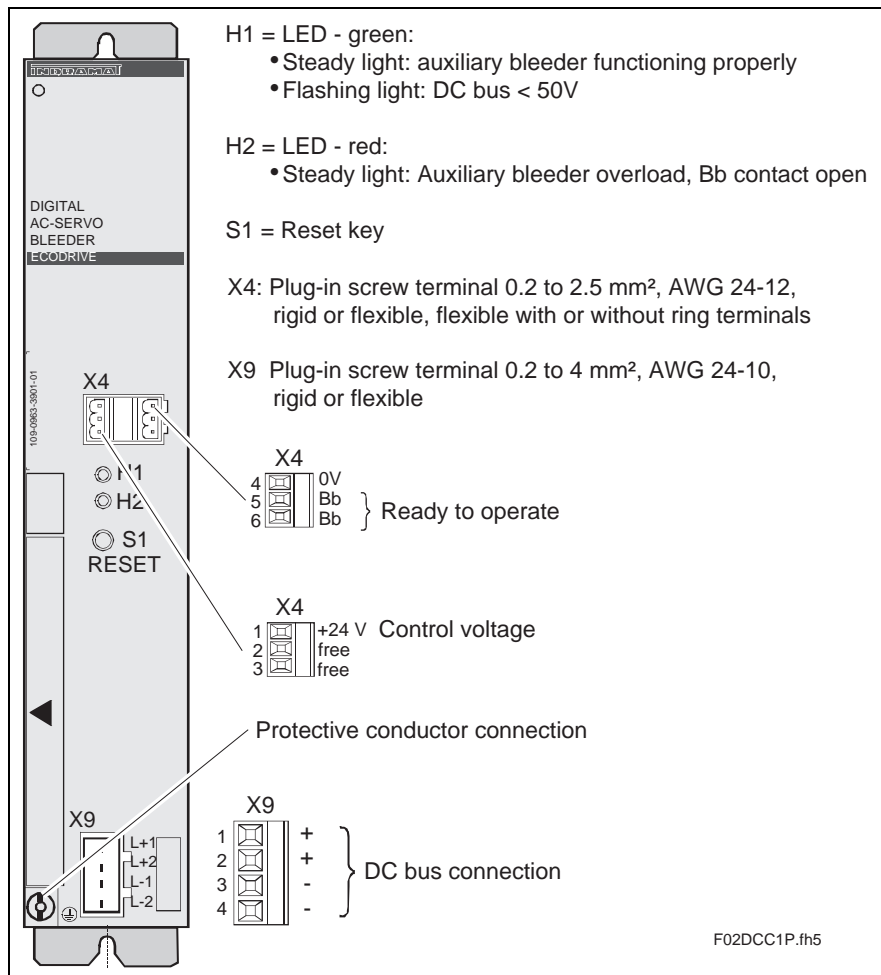 INDRAMAT
DIGITAL
AC-SERVO
BLEEDER
ECODRIVE
109-0963-3901-01
X4
H1
H2
S1
RESET
X9
L+1
L+2
L-1
L-2
H1 = LED - green:
• Steady light: auxiliary bleeder functioning properly
• Flashing light: DC bus < 50V
H2 = LED - red:
• Steady light: Auxiliary bleeder overload, Bb contact open
S1 = Reset key
X4: Plug-in screw terminal 0.2 to 2.5 mm², AWG 24-12,
rigid or flexible, flexible with or without ring terminals
X9 Plug-in screw terminal 0.2 to 4 mm², AWG 24-10,
rigid or flexible
X4
4 0V
5 Bb
6 Bb
Ready to operate
X4
1 +24 V Control voltage
2 free
3 free
Protective conductor connection
X9
1 +
2 +
3 -
4 -
DC bus connection
F02DCC1P.fh5